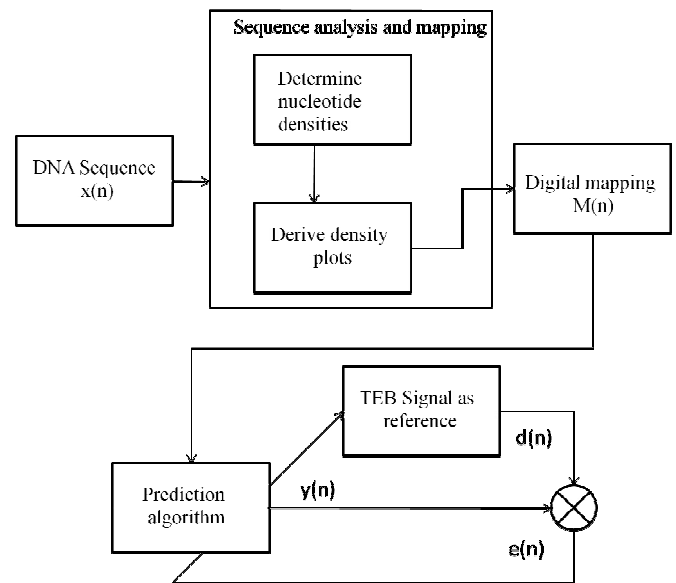 Sequence analysis and mapping
Determine
nucleotide
densities
DNA Sequence
x(n)
Derive density
plots
Digital mapping
M(n)
TEB Signal as
reference
d(n)
Prediction
algorithm
y(n)
e(n)